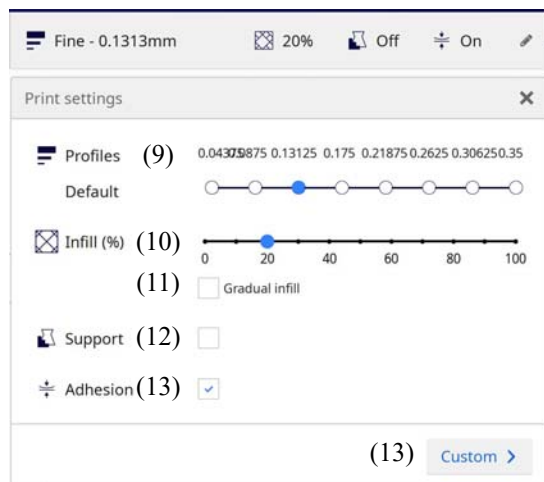 Fine - 0.1313mm 20% Off On
Print settings
Profiles (9) 0.04375 0.0875 0.13125 0.175 0.21875 0.2625 0.30625 0.35
Default
Infill (%) (10)
0 20 40 60 80 100
(11) Gradual infill
Support (12)
Adhesion (13)
(13) Custom